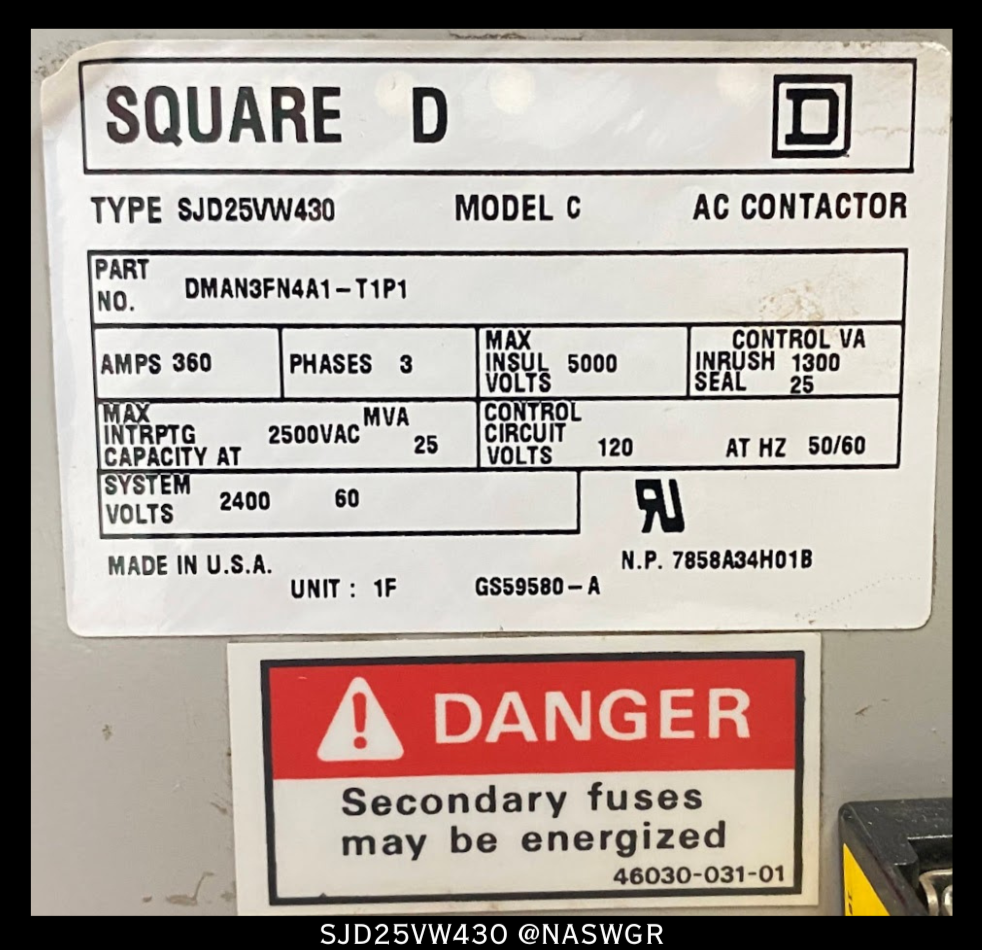 SQUARE D D
TYPE SJD25VW430 MODEL C AC CONTACTOR
PART
NO. DMAN3FN4A1-T1P1
AMPS 360
PHASES 3
MAX
INSUL 5000
VOLTS
CONTROL VA
INRUSH 1300
SEAL 25
MAX
INTRPTG 2500VAC MVA
CAPACITY AT 25
CONTROL
CIRCUIT
VOLTS 120 AT HZ 50/60
SYSTEM
VOLTS 2400 60
MADE IN U.S.A.
RU
N.P. 7858A34H01B
UNIT : 1F GS59580-A
DANGER
Secondary fuses
may be energized
46030-031-01
SJD25VW430 @NASWGR